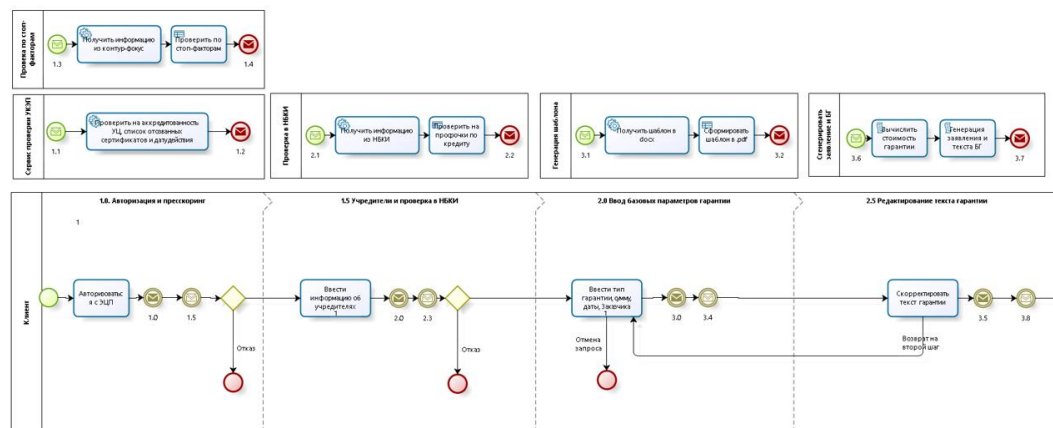 Провека по стоп-
факторам
Получить информацию
из контур-фокус
Проверить по
стоп-факторам
1.3
1.4
Сервис проверки УКЭП
Проверить на аккредитованность
УЦ, список отозванных
сертификатов и датудействия
1.1
1.2
Проверка в НБКИ
Получить информацию
из НБКИ
Проверить на
просрочки по
кредиту
2.1
2.2
Генерация шаблона
Получить шаблон в
docx
Сформировать
шаблон в .pdf
3.1
3.2
Сгенерировать
заявление и БГ
Вычислить
стоимость
гарантии
Генерация
заявления и
текста БГ
3.6
3.7
Клиент
1.0. Авторизация и пресскоринг
1.5 Учредители и проверка в НБКИ
2.0 Ввод базовых параметров гарантии
2.5 Редактирование текста гарантии
1
Авторизоваться
с ЭЦП
1.0
1.5
Отказ
Ввести
информацию об
учредителях
1
2.0
2.3
Отказ
Ввести тип
гарантии, сумму,
даты, Заказчика
1
3.0
3.4
Отмена
запроса
Скорректировать
текст гарантии
3.5
3.8
Возврат на
второй шаг